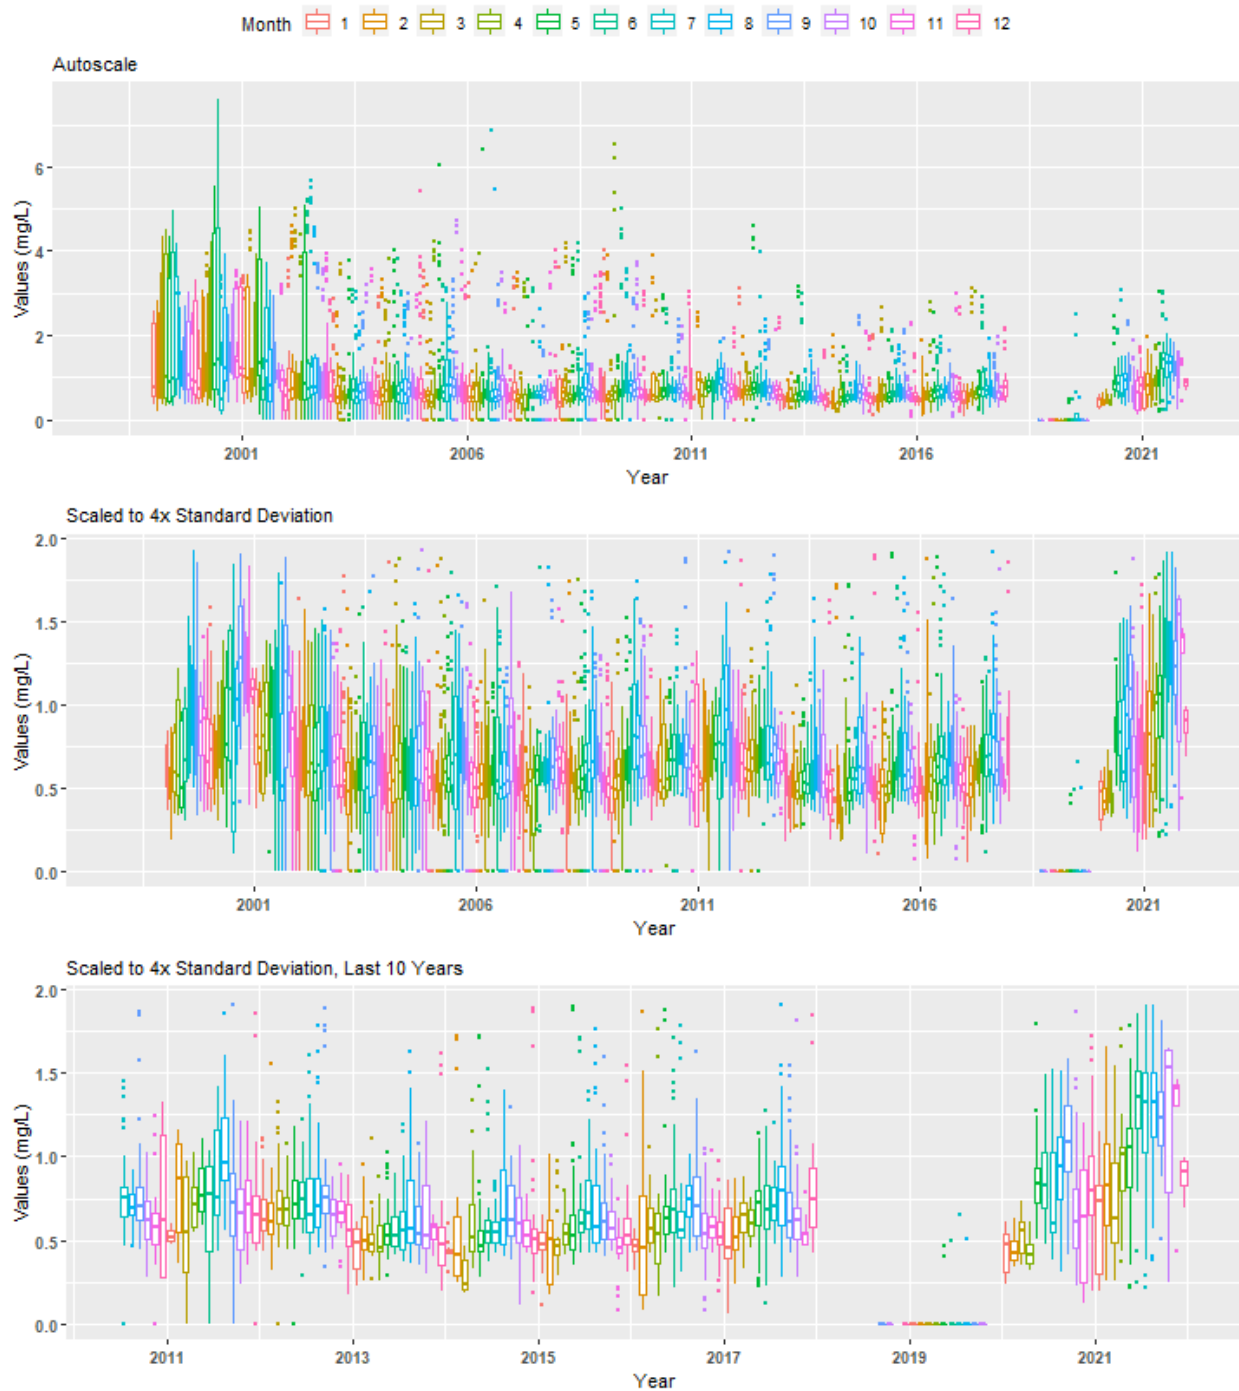 Month 1 2 3 4 5 6 7 8 9 10 11 12
Autoscale
Values (mg/L)
6
4
2
0
2001 2006 2011 2016 2021
Year
Scaled to 4x Standard Deviation
Values (mg/L)
2.0
1.5
1.0
0.5
0.0
2001 2006 2011 2016 2021
Year
Scaled to 4x Standard Deviation, Last 10 Years
Values (mg/L)
2.0
1.5
1.0
0.5
0.0
2011 2013 2015 2017 2019 2021
Year